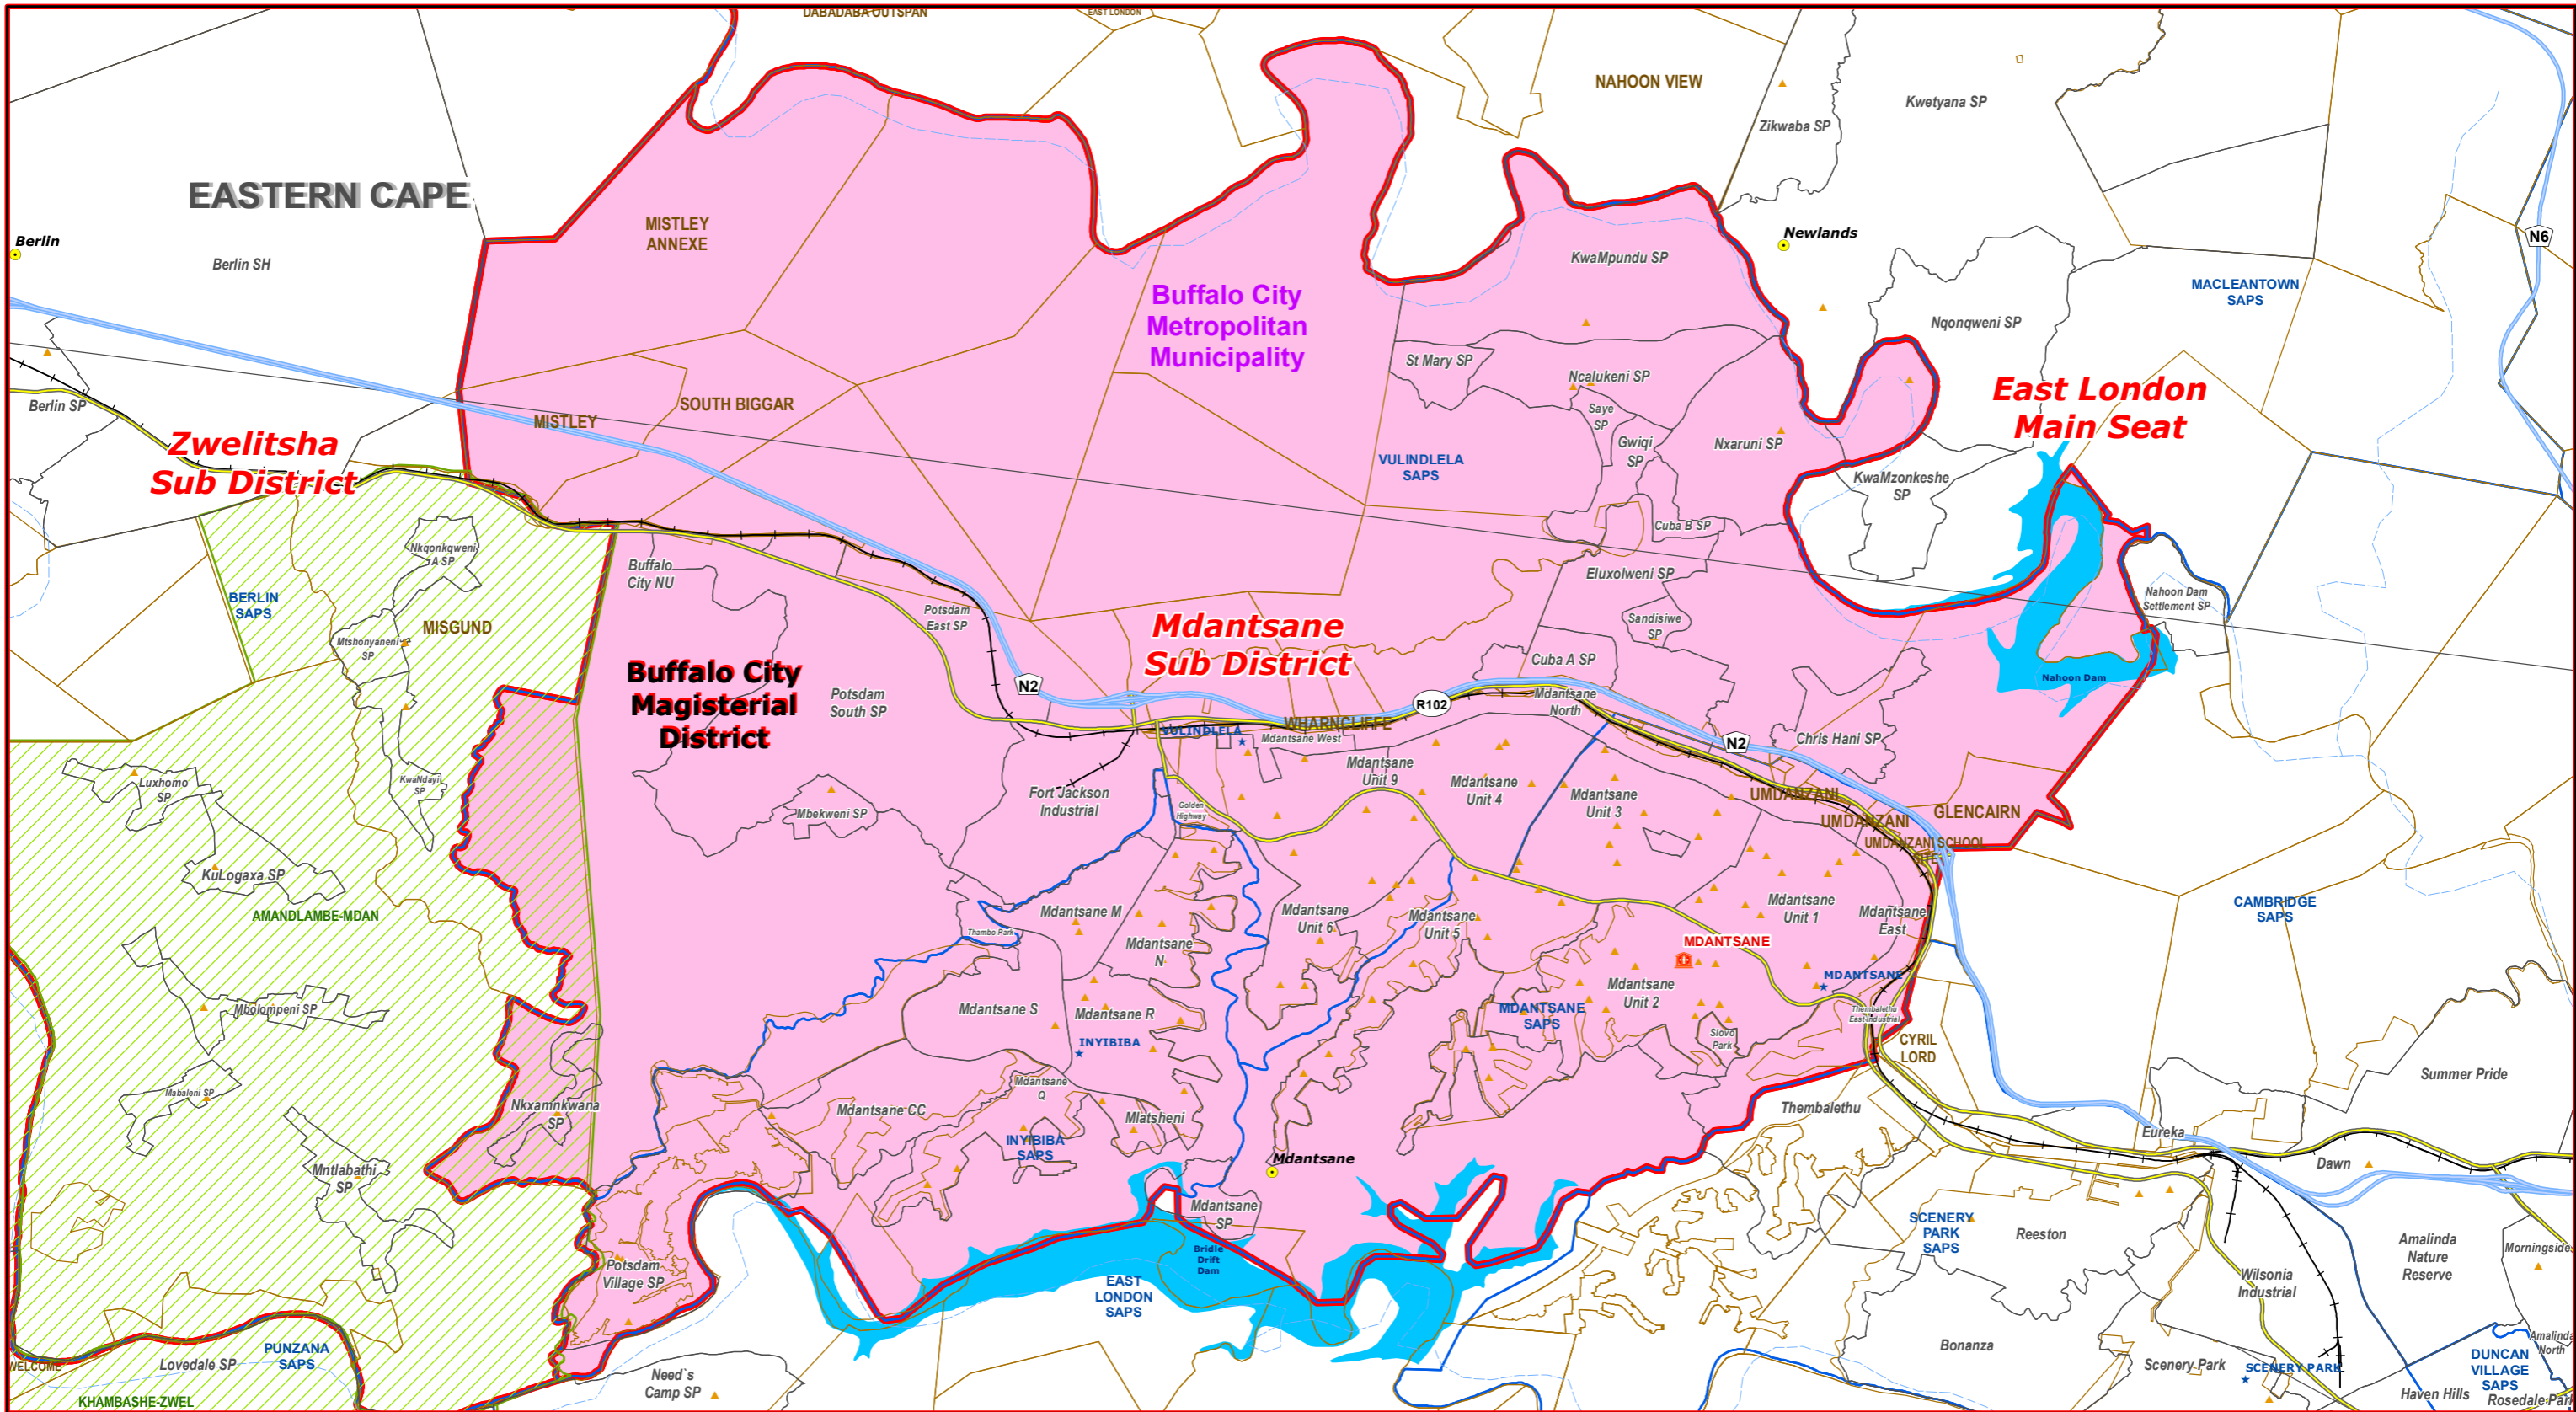 DABADABA OUTSPAN
EAST LONDON
NAHOON VIEW
Kwetyana SP
Zikwaba SP
EASTERN CAPE
MISTLEY
ANNEXE
Berlin
Berlin SH
Newlands
N6
KwaMpundu SP
Buffalo City
Metropolitan
Municipality
MACLEANTOWN
SAPS
Nqonqweni SP
St Mary SP
Ncalukeni SP
East London
Main Seat
Berlin SP
MISTLEY
SOUTH BIGGAR
Saye
SP
Gwiqi
SP
Nxaruni SP
Zwelitsha
Sub District
VULINDLELA
SAPS
KwaMzonkeshe
SP
Cuba B SP
Nkqonkqweni
A SP
Buffalo
City NU
Eluxolweni SP
BERLIN
SAPS
MISGUND
Potsdam
East SP
Nahoon Dam
Settlement SP
Mtshonyaneni
SP
Mdantsane
Sub District
Sandisiwe
SP
Cuba A SP
Buffalo City
Magisterial
District
Potsdam
South SP
N2
R102
Mdantsane
North
Nahoon Dam
WHARNCLIFFE
VULINDLELA
Mdantsane West
N2
Chris Hani SP
Luxhomo
SP
KwaNdayi
SP
Mdantsane
Unit 9
Mdantsane
Unit 4
Mdantsane
Unit 3
Fort Jackson
Industrial
Golden
Highway
Mbekweni SP
UMDANZANI
UMDANZANI
GLENCAIRN
UMDANZANI SCHOOL
SITE
KuLogaxa SP
AMANDLAMBE-MDAN
Mdantsane M
Thambo Park
Mdantsane
N
Mdantsane
Unit 6
Mdantsane
Unit 5
Mdantsane
Unit 1
Mdantsane
East
CAMBRIDGE
SAPS
MDANTSANE
MDANTSANE
Mbolompeni SP
Mdantsane S
Mdantsane R
Mdantsane
Unit 2
MDANTSANE
SAPS
Thembalethu
East Industrial
INYIBIBA
Slovo
Park
CYRIL
LORD
Mabaleni SP
Nkxamnkwana
SP
Mdantsane CC
Mdantsane
Q
Mlatsheni
INYIBIBA
SAPS
Thembalethu
Summer Pride
Eureka
Dawn
Mntlabathi
SP
Mdantsane
Mdantsane
SP
SCENERY
PARK
SAPS
Reeston
Amalinda
Nature
Reserve
Morningside
Potsdam
Village SP
Bridle
Drift
Dam
EAST
LONDON
SAPS
Wilsonia
Industrial
WELCOME
Lovedale SP
PUNZANA
SAPS
KHAMBASHE-ZWEL
Need`s
Camp SP
Bonanza
Scenery Park
SCENERY PARK
Amalinda
North
DUNCAN
VILLAGE
SAPS
Haven Hills
Rosedale Park